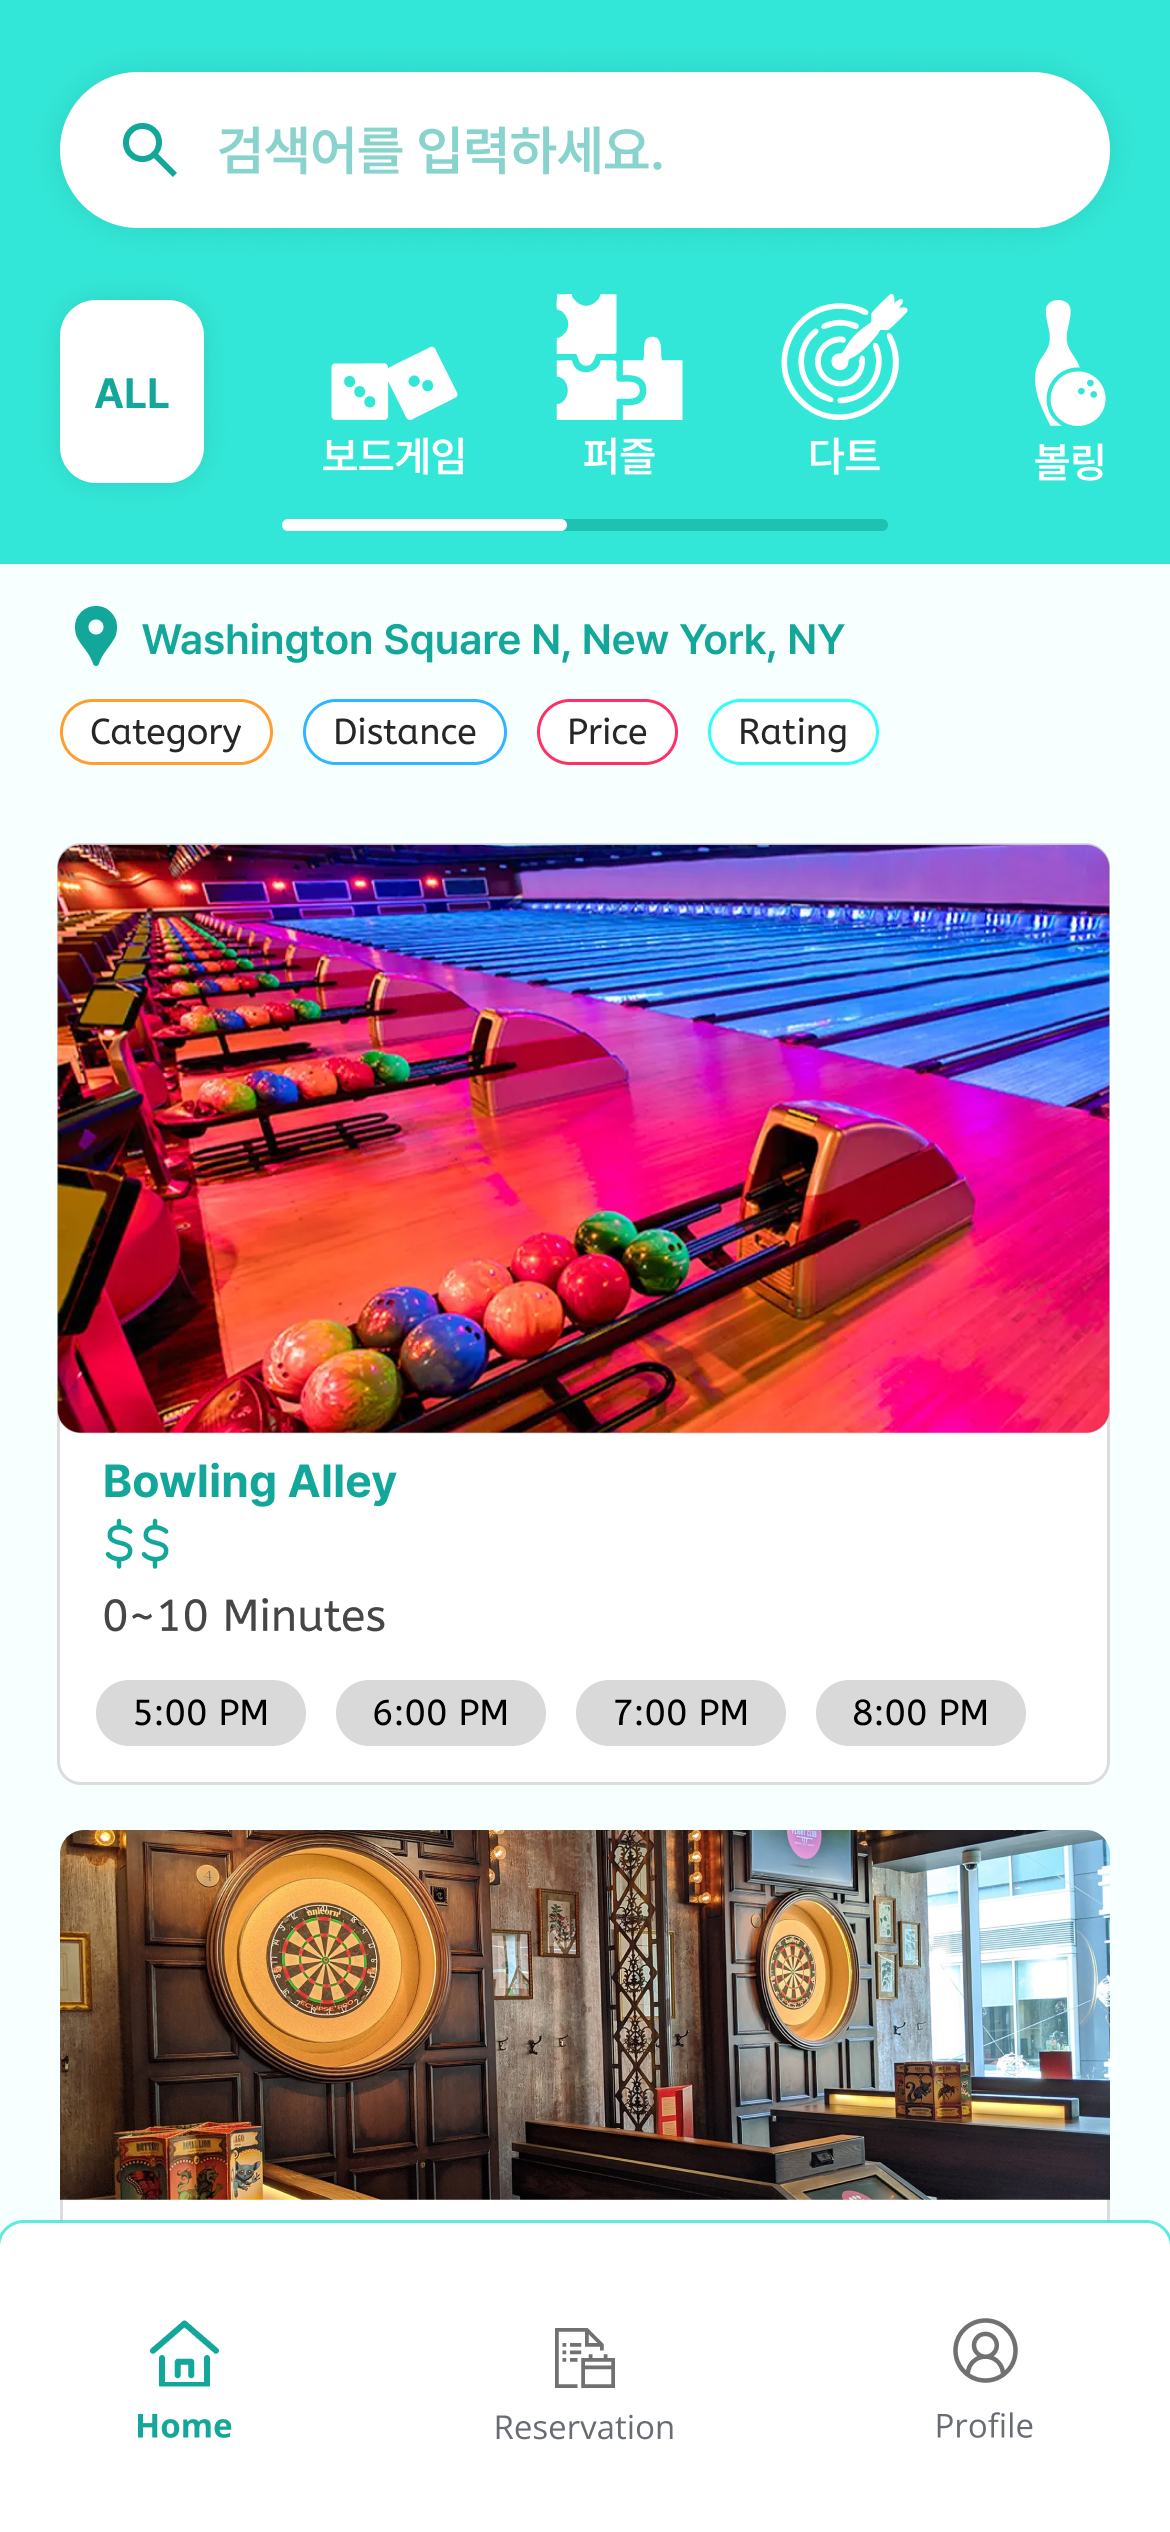 검색어를 입력하세요.
ALL
보드게임
퍼즐
다트
볼링
Washington Square N, New York, NY
Category
Distance
Price
Rating
Bowling Alley
$$
0~10 Minutes
5:00 PM
6:00 PM
7:00 PM
8:00 PM
4
unicorn
Home
Reservation
Profile